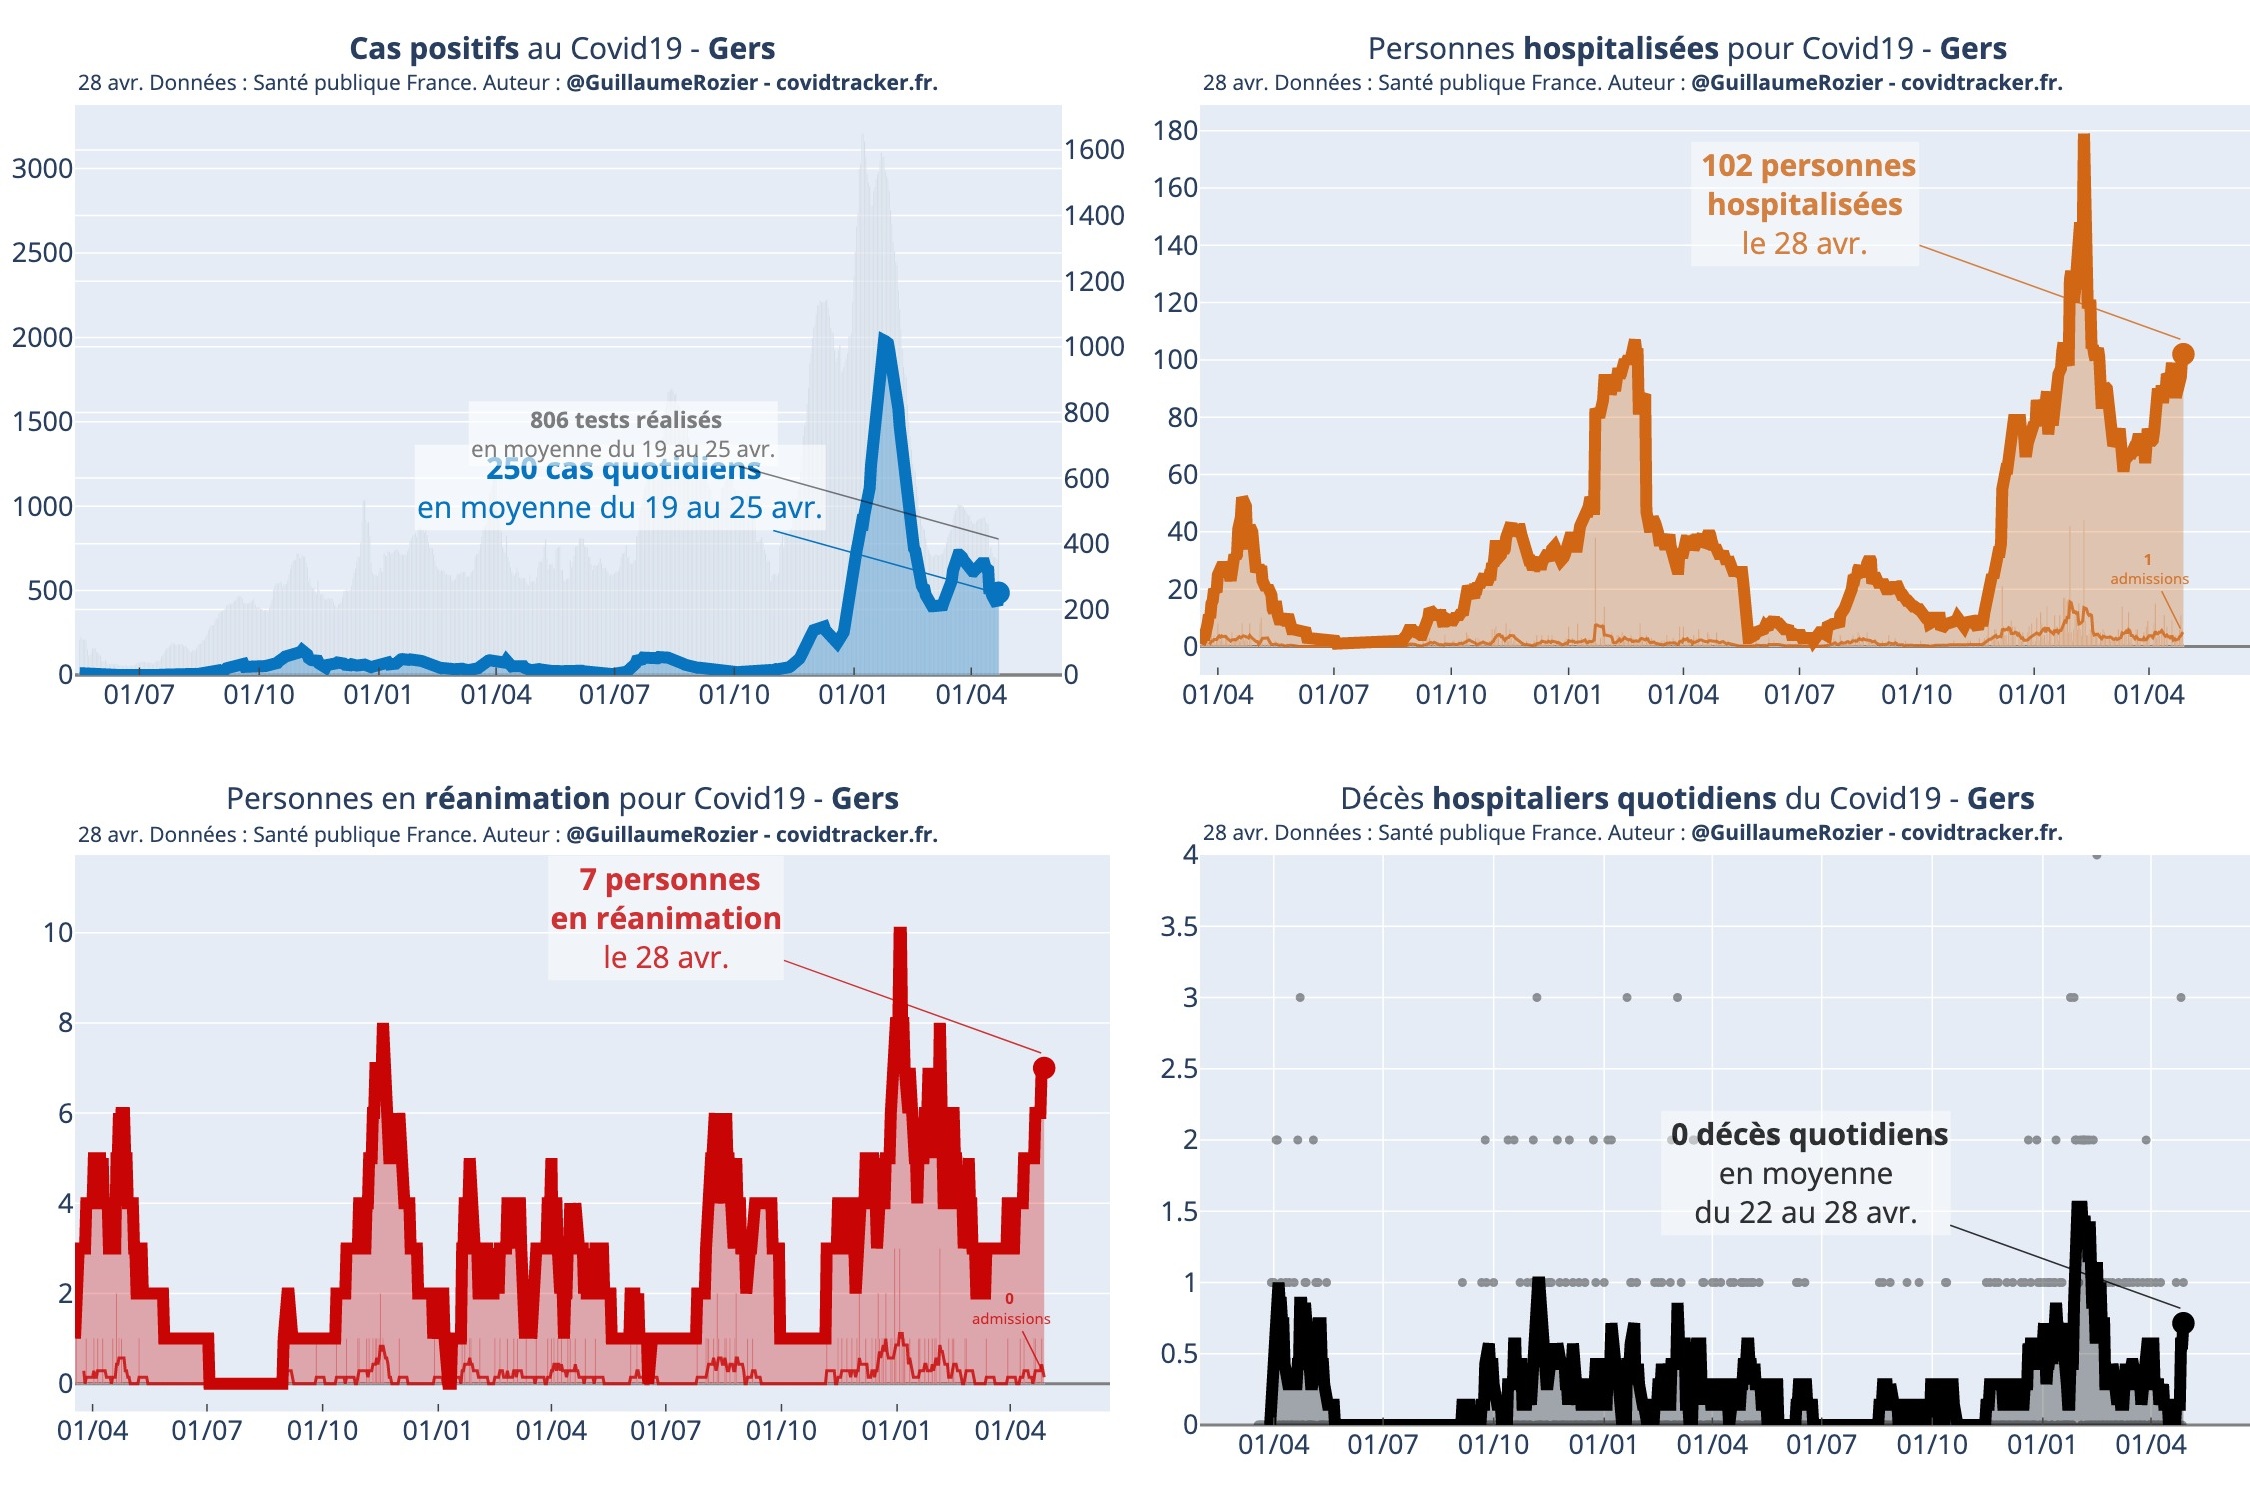 Cas positifs au Covid19 - Gers
28 avr. Données : Santé publique France. Auteur : @GuillaumeRozier - covidtracker.fr.
3000
2500
2000
1500
1000
500
0
1600
1400
1200
1000
800
600
400
200
0
806 tests réalisés
en moyenne du 19 au 25 avr.
250 cas quotidiens
en moyenne du 19 au 25 avr.
01/07 01/10 01/01 01/04 01/07 01/10 01/01 01/04
Personnes hospitalisées pour Covid19 - Gers
28 avr. Données : Santé publique France. Auteur : @GuillaumeRozier - covidtracker.fr.
180
160
140
120
100
80
60
40
20
0
102 personnes
hospitalisées
le 28 avr.
1
admissions
01/04 01/07 01/10 01/01 01/04 01/07 01/10 01/01 01/04
Personnes en réanimation pour Covid19 - Gers
28 avr. Données : Santé publique France. Auteur : @GuillaumeRozier - covidtracker.fr.
10
8
6
4
2
0
7 personnes
en réanimation
le 28 avr.
0
admissions
01/04 01/07 01/10 01/01 01/04 01/07 01/10 01/01 01/04
Décès hospitaliers quotidiens du Covid19 - Gers
28 avr. Données : Santé publique France. Auteur : @GuillaumeRozier - covidtracker.fr.
4
3.5
3
2.5
2
1.5
1
0.5
0
0 décès quotidiens
en moyenne
du 22 au 28 avr.
01/04 01/07 01/10 01/01 01/04 01/07 01/10 01/01 01/04